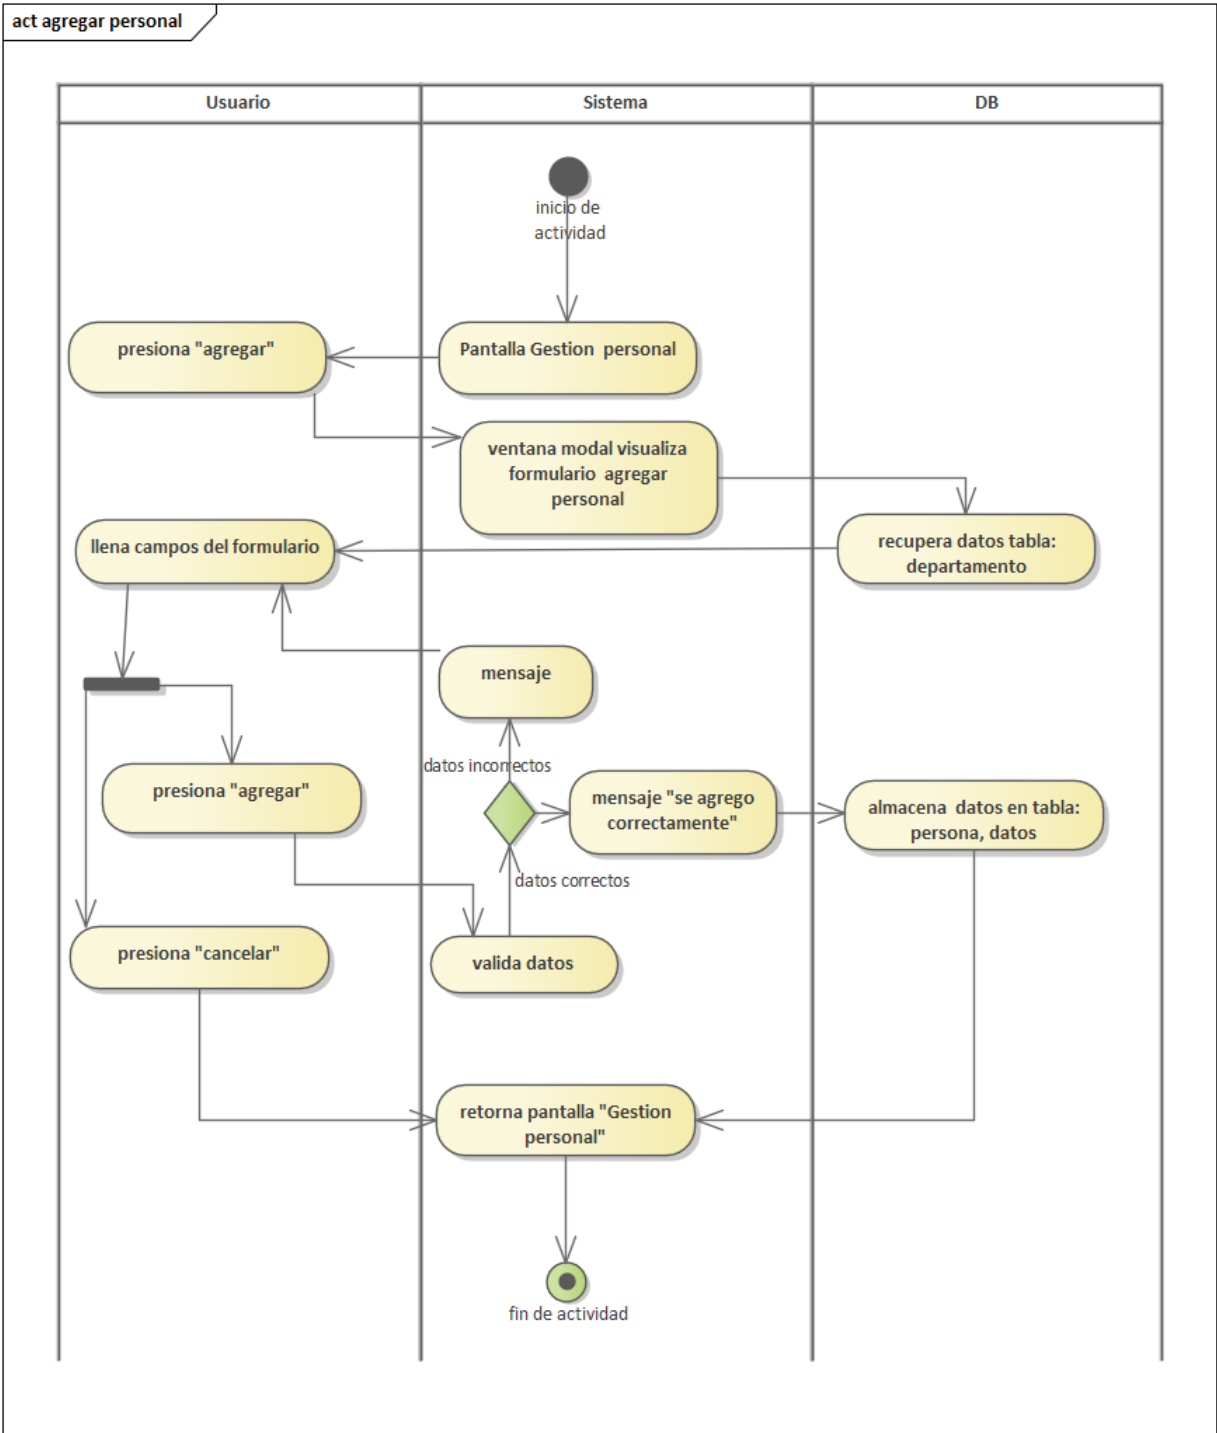 act agregar personal
Usuario
Sistema
DB
inicio de
actividad
presiona "agregar"
Pantalla Gestion  personal
ventana modal visualiza
formulario  agregar
personal
llena campos del formulario
recupera datos tabla:
departamento
mensaje
datos incorrectos
presiona "agregar"
mensaje "se agrego
correctamente"
almacena  datos en tabla:
persona, datos
datos correctos
presiona "cancelar"
valida datos
retorna pantalla "Gestion
personal"
fin de actividad